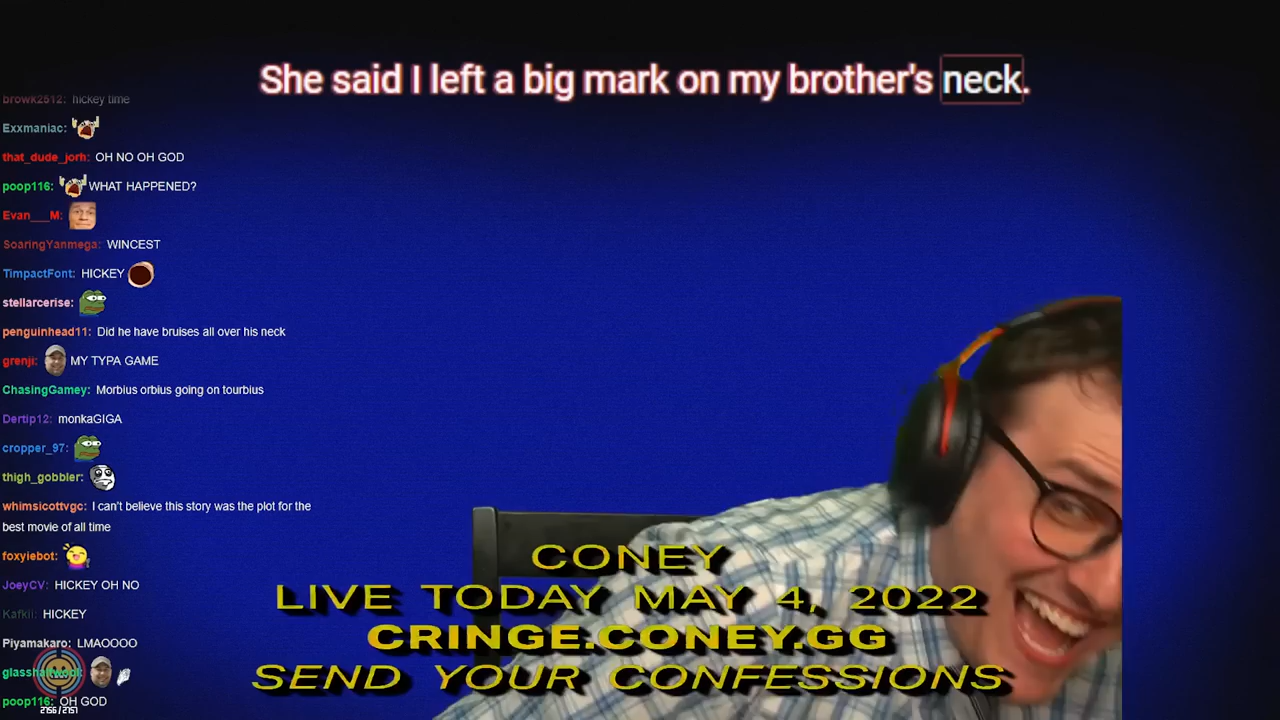 She said I left a big mark on my brother's neck.
browk2512: hickey time
Exxmaniac:
that_dude_jorh: OH NO OH GOD
poop116: WHAT HAPPENED?
Evan___M:
SoaringYanmega: WINCEST
TimpactFont: HICKEY
stellarcerise:
penguinhead11: Did he have bruises all over his neck
grenji: MY TYPA GAME
ChasingGamey: Morbius orbius going on tourbius
Dertip12: monkaGIGA
cropper_97:
thigh_gobbler:
whimsicottvgc: I can't believe this story was the plot for the
best movie of all time
foxyiebot:
JoeyCV: HICKEY OH NO
Kafkii: HICKEY
Piyamakaro: LMAOOOO
poop116: OH GOD
CONEY
LIVE TODAY MAY 4, 2022
CRINGE.CONEY.GG
SEND YOUR CONFESSIONS